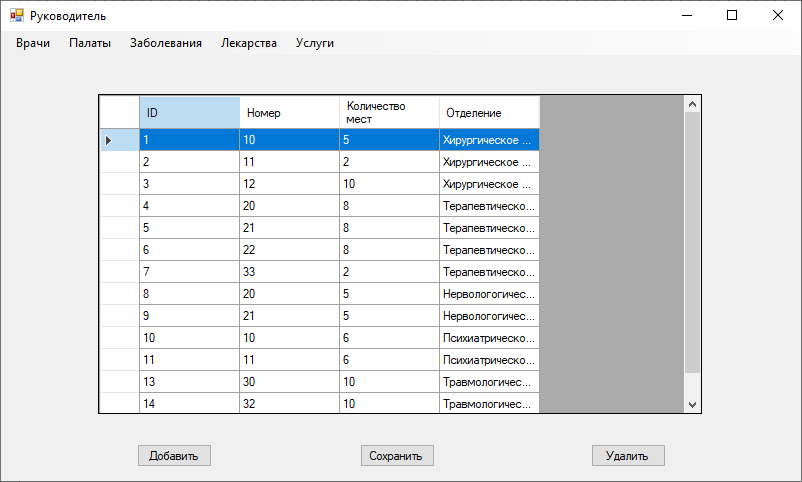 Руководитель
Врачи Палаты Заболевания Лекарства Услуги
ID Номер Количество мест Отделение
1 10 5 Хирургическое ...
2 11 2 Хирургическое ...
3 12 10 Хирургическое ...
4 20 8 Терапевтическо...
5 21 8 Терапевтическо...
6 22 8 Терапевтическо...
7 33 2 Терапевтическо...
8 20 5 Нервологогичес...
9 21 5 Нервологогичес...
10 10 6 Психиатрическо...
11 11 6 Психиатрическо...
13 30 10 Травмологичес...
14 32 10 Травмологичес...
Добавить Сохранить Удалить